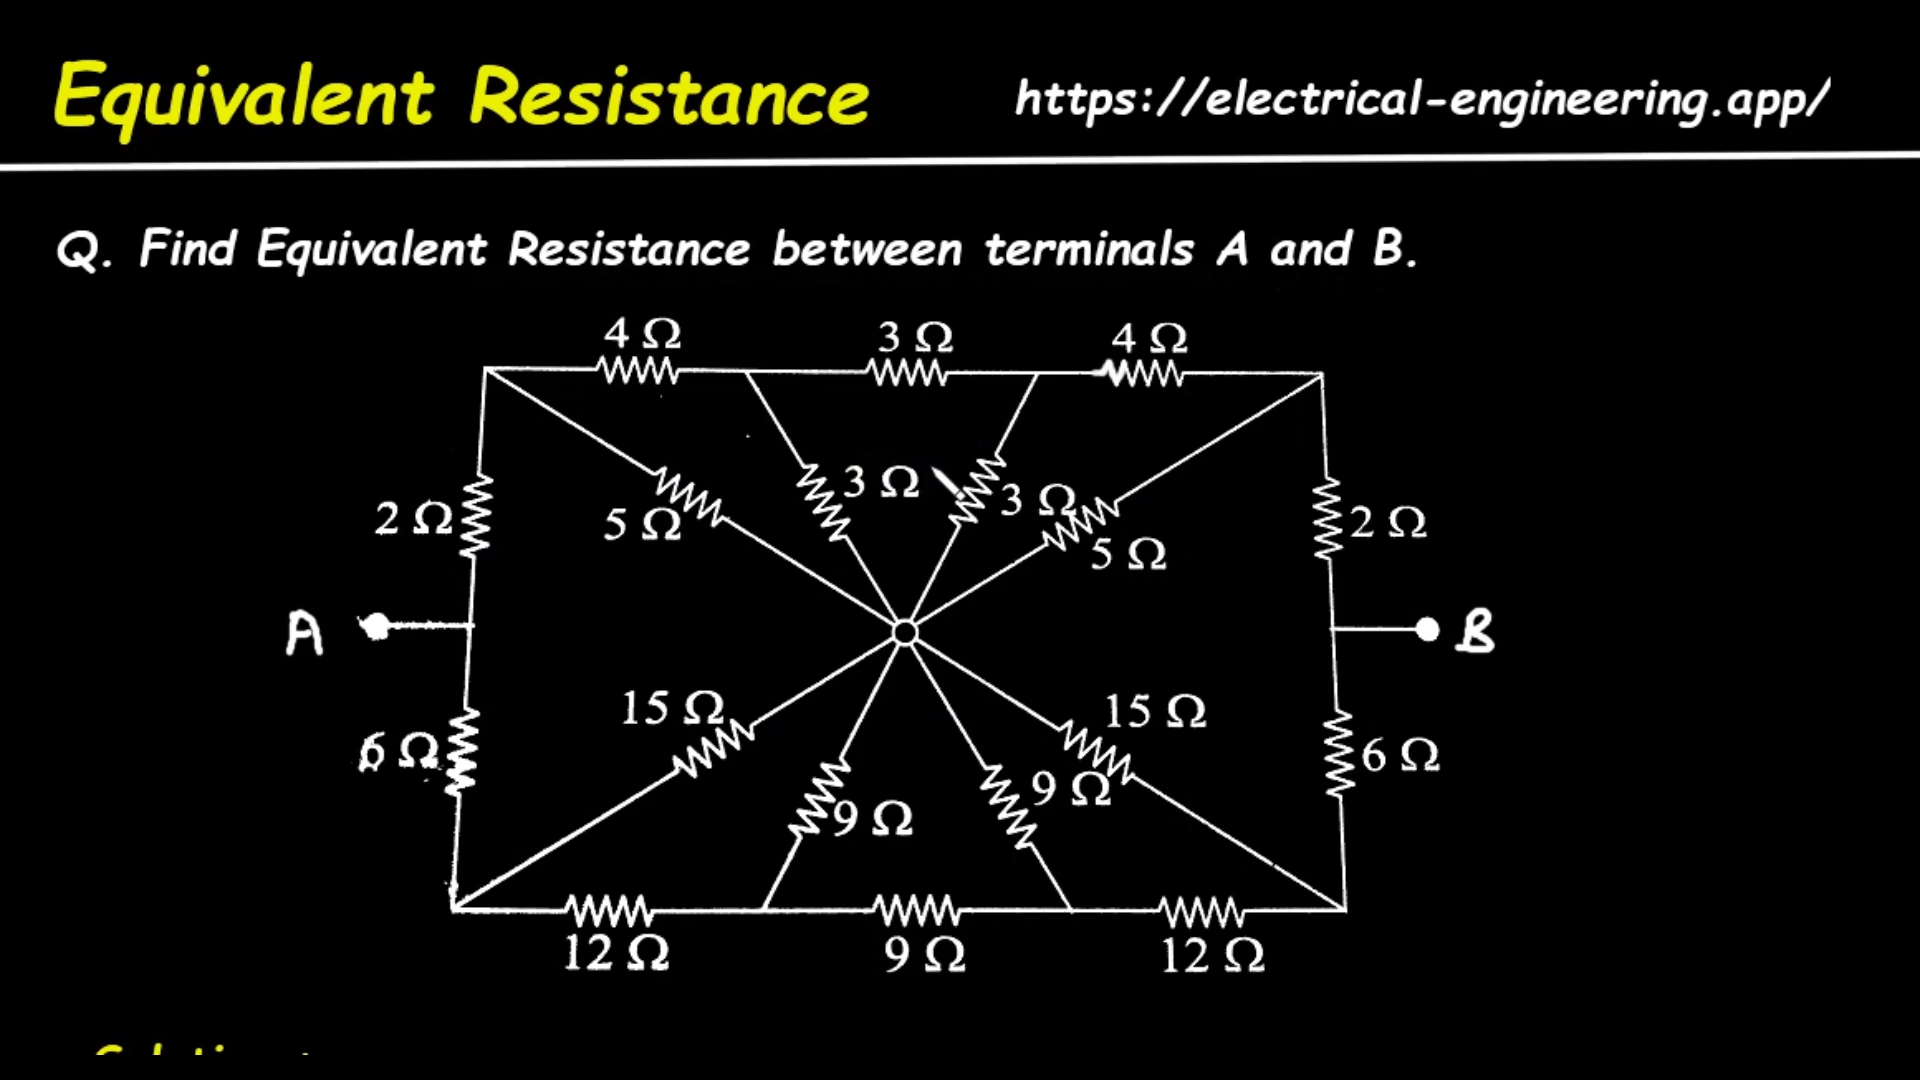 Equivalent Resistance https://electrical-engineering.app/
Q. Find Equivalent Resistance between terminals A and B.
4 Ω 3 Ω 4 Ω
2 Ω 5 Ω 3 Ω 3 Ω 5 Ω 2 Ω
A B
6 Ω 15 Ω 9 Ω 9 Ω 15 Ω 6 Ω
12 Ω 9 Ω 12 Ω